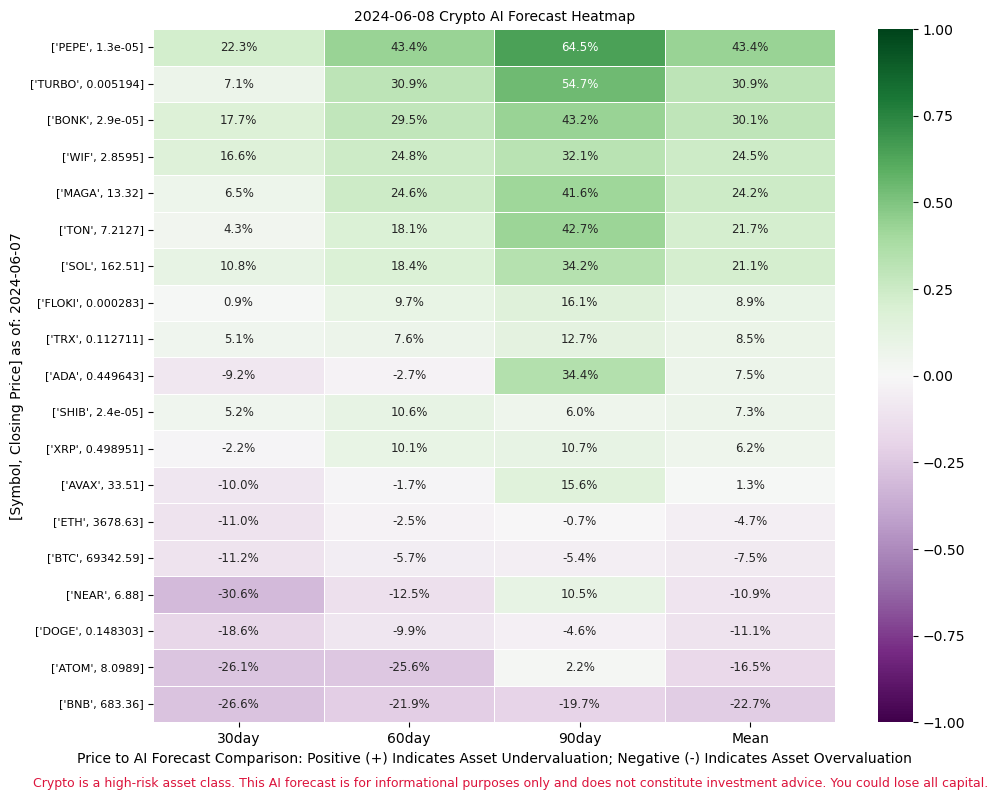 2024-06-08 Crypto AI Forecast Heatmap
['PEPE', 1.3e-05] 22.3% 43.4% 64.5% 43.4%
['TURBO', 0.005194] 7.1% 30.9% 54.7% 30.9%
['BONK', 2.9e-05] 17.7% 29.5% 43.2% 30.1%
['WIF', 2.8595] 16.6% 24.8% 32.1% 24.5%
['MAGA', 13.32] 6.5% 24.6% 41.6% 24.2%
['TON', 7.2127] 4.3% 18.1% 42.7% 21.7%
['SOL', 162.51] 10.8% 18.4% 34.2% 21.1%
['FLOKI', 0.000283] 0.9% 9.7% 16.1% 8.9%
['TRX', 0.112711] 5.1% 7.6% 12.7% 8.5%
['ADA', 0.449643] -9.2% -2.7% 34.4% 7.5%
['SHIB', 2.4e-05] 5.2% 10.6% 6.0% 7.3%
['XRP', 0.498951] -2.2% 10.1% 10.7% 6.2%
['AVAX', 33.51] -10.0% -1.7% 15.6% 1.3%
['ETH', 3678.63] -11.0% -2.5% -0.7% -4.7%
['BTC', 69342.59] -11.2% -5.7% -5.4% -7.5%
['NEAR', 6.88] -30.6% -12.5% 10.5% -10.9%
['DOGE', 0.148303] -18.6% -9.9% -4.6% -11.1%
['ATOM', 8.0989] -26.1% -25.6% 2.2% -16.5%
['BNB', 683.36] -26.6% -21.9% -19.7% -22.7%
30day 60day 90day Mean
[Symbol, Closing Price] as of: 2024-06-07
1.00
0.75
0.50
0.25
0.00
−0.25
−0.50
−0.75
−1.00
Price to AI Forecast Comparison: Positive (+) Indicates Asset Undervaluation; Negative (-) Indicates Asset Overvaluation
Crypto is a high-risk asset class. This AI forecast is for informational purposes only and does not constitute investment advice. You could lose all capital.